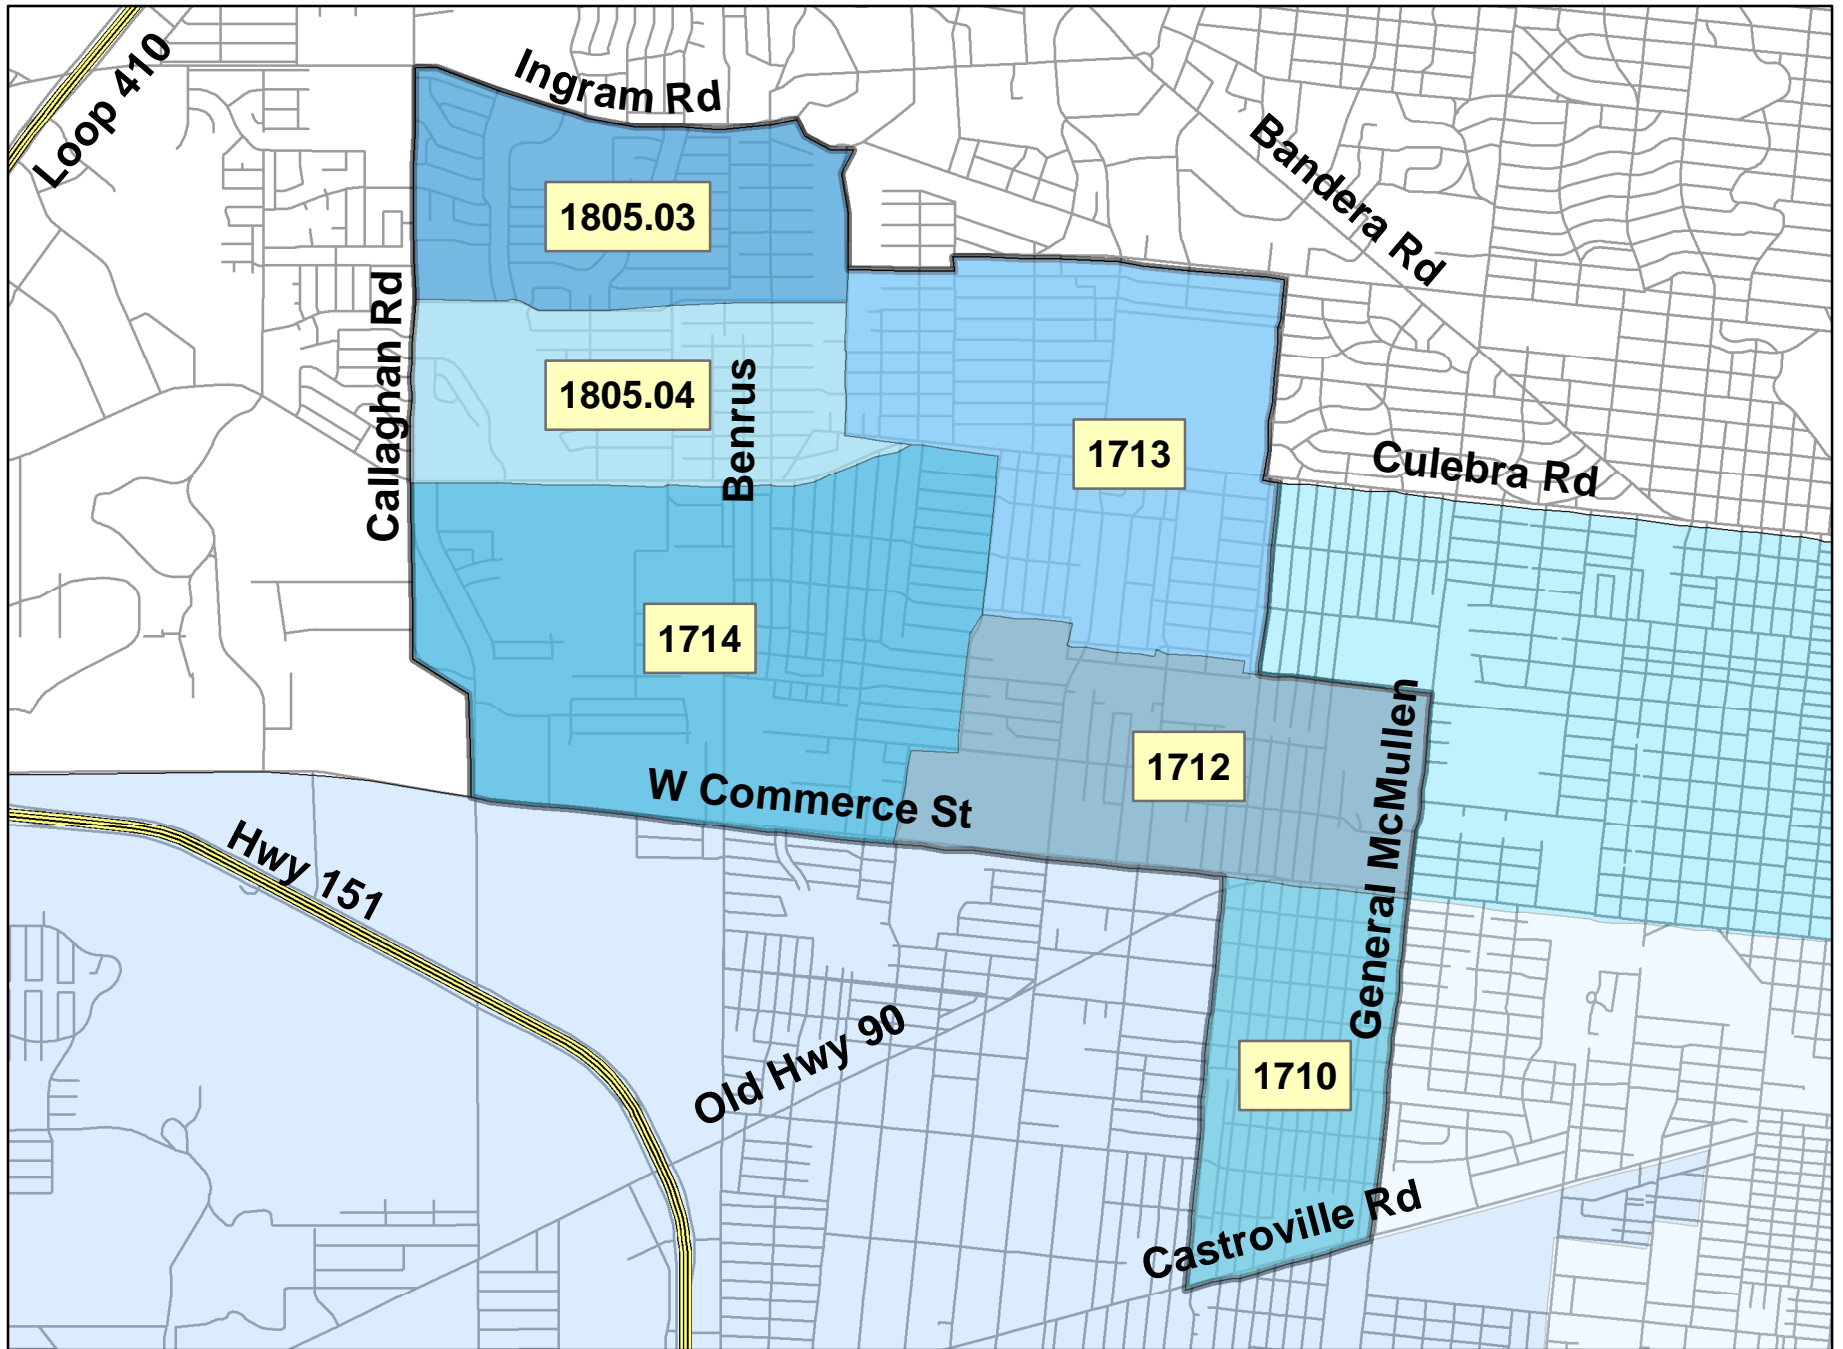 Loop 410
Ingram Rd
Bandera Rd
1805.03
Callaghan Rd
1805.04
Benrus
1713
Culebra Rd
1714
1712
W Commerce St
General McMullen
Hwy 151
Old Hwy 90
1710
Castroville Rd